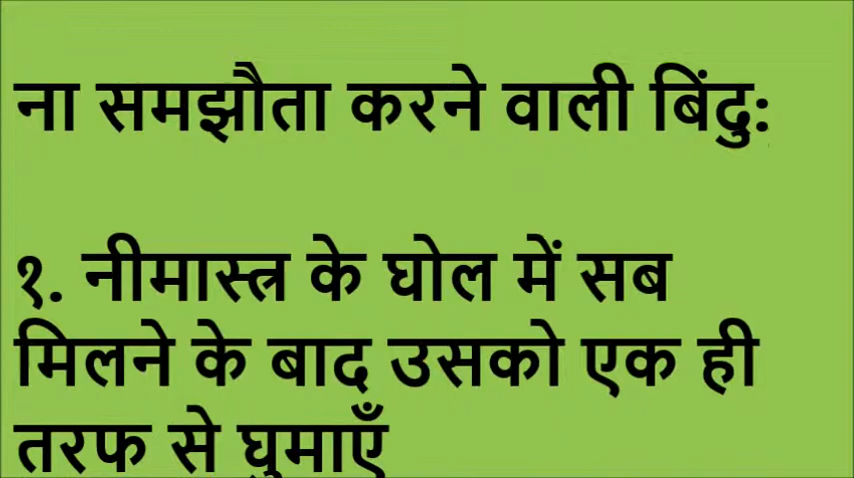 ना समझौता करने वाली बिंदु:
१. नीमास्त्र के घोल में सब
मिलने के बाद उसको एक ही
तरफ से घुमाएँ